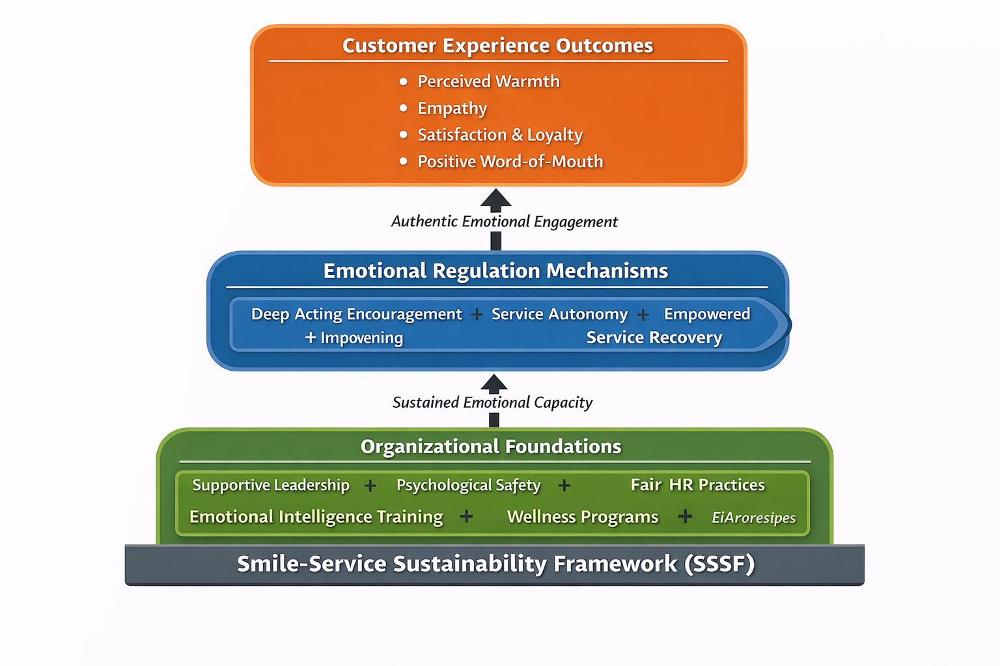 Customer Experience Outcomes
• Perceived Warmth
• Empathy
• Satisfaction & Loyalty
• Positive Word-of-Mouth
Authentic Emotional Engagement
Emotional Regulation Mechanisms
Deep Acting Encouragement + Service Autonomy + Empowered
+ Impovening Service Recovery
Sustained Emotional Capacity
Organizational Foundations
Supportive Leadership + Psychological Safety + Fair HR Practices
Emotional Intelligence Training + Wellness Programs + EiAroresipes
Smile-Service Sustainability Framework (SSSF)